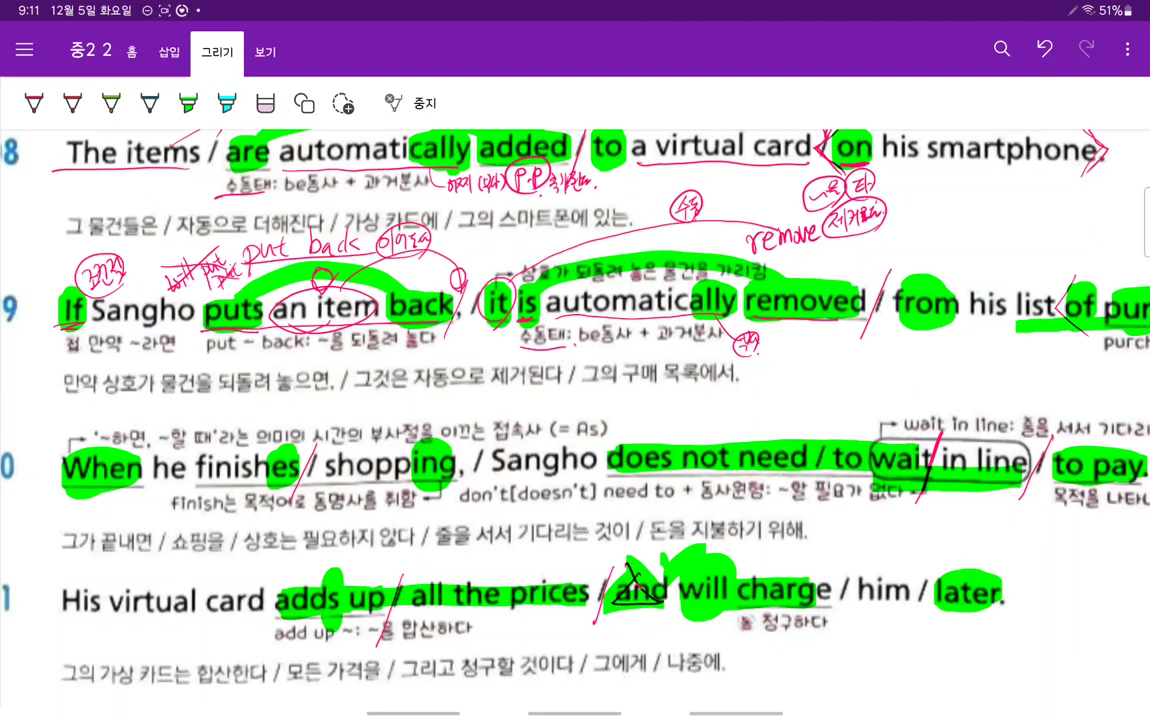 9:11 12월 5일 화요일 51%
중2 2 홈 삽입 그리기 보기
중지
8 The items / are automatically added / to a virtual card < on his smartphone. >
수동태: be동사 + 과거분사 P.P
그 물건들은 / 자동으로 더해진다 / 가상 카드에 / 그의 스마트폰에 있는.
수동
put back remove
상호가 되돌려 놓은 물건을 가리킴
9 If Sangho puts an item back, / it is automatically removed / from his list < of pur
접 만약 ~라면 put ~ back: ~을 되돌려 놓다 수동태: be동사 + 과거분사 purch
만약 상호가 물건을 되돌려 놓으면, / 그것은 자동으로 제거된다 / 그의 구매 목록에서.
'~하면, ~할 때'라는 의미의 시간의 부사절을 이끄는 접속사 (= As) wait in line: 줄을 서서 기다리
0 When he finishes / shopping, / Sangho does not need / to wait / in line / to pay.
finish는 목적어로 동명사를 취함 don't[doesn't] need to + 동사원형: ~할 필요가 없다 목적을 나타내
그가 끝내면 / 쇼핑을 / 상호는 필요하지 않다 / 줄을 서서 기다리는 것이 / 돈을 지불하기 위해.
1 His virtual card adds up / all the prices / and will charge / him / later.
add up ~: ~을 합산하다 동 청구하다
그의 가상 카드는 합산한다 / 모든 가격을 / 그리고 청구할 것이다 / 그에게 / 나중에.